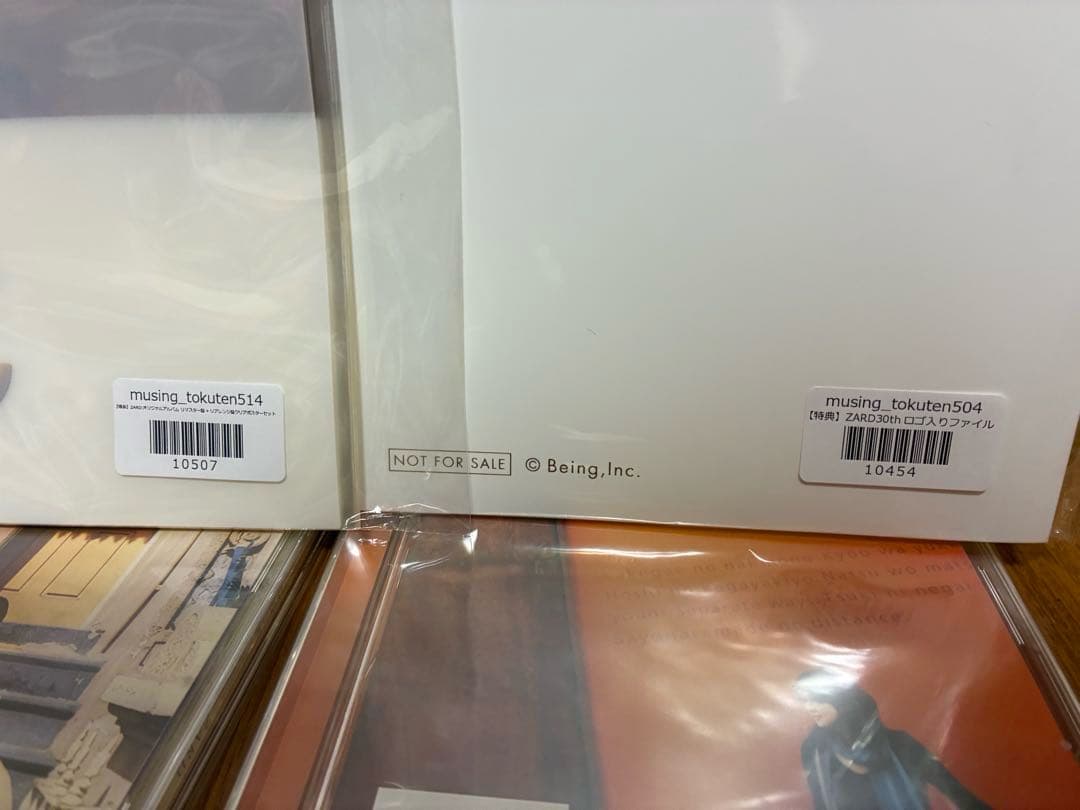 musing_tokuten514
【特典】ZARDオリジナルアルバム リマスター盤+リアレンジ盤クリアポスターセット
10507
NOT FOR SALE
© Being,Inc.
musing_tokuten504
【特典】ZARD30th ロゴ入りファイル
10454
distance,